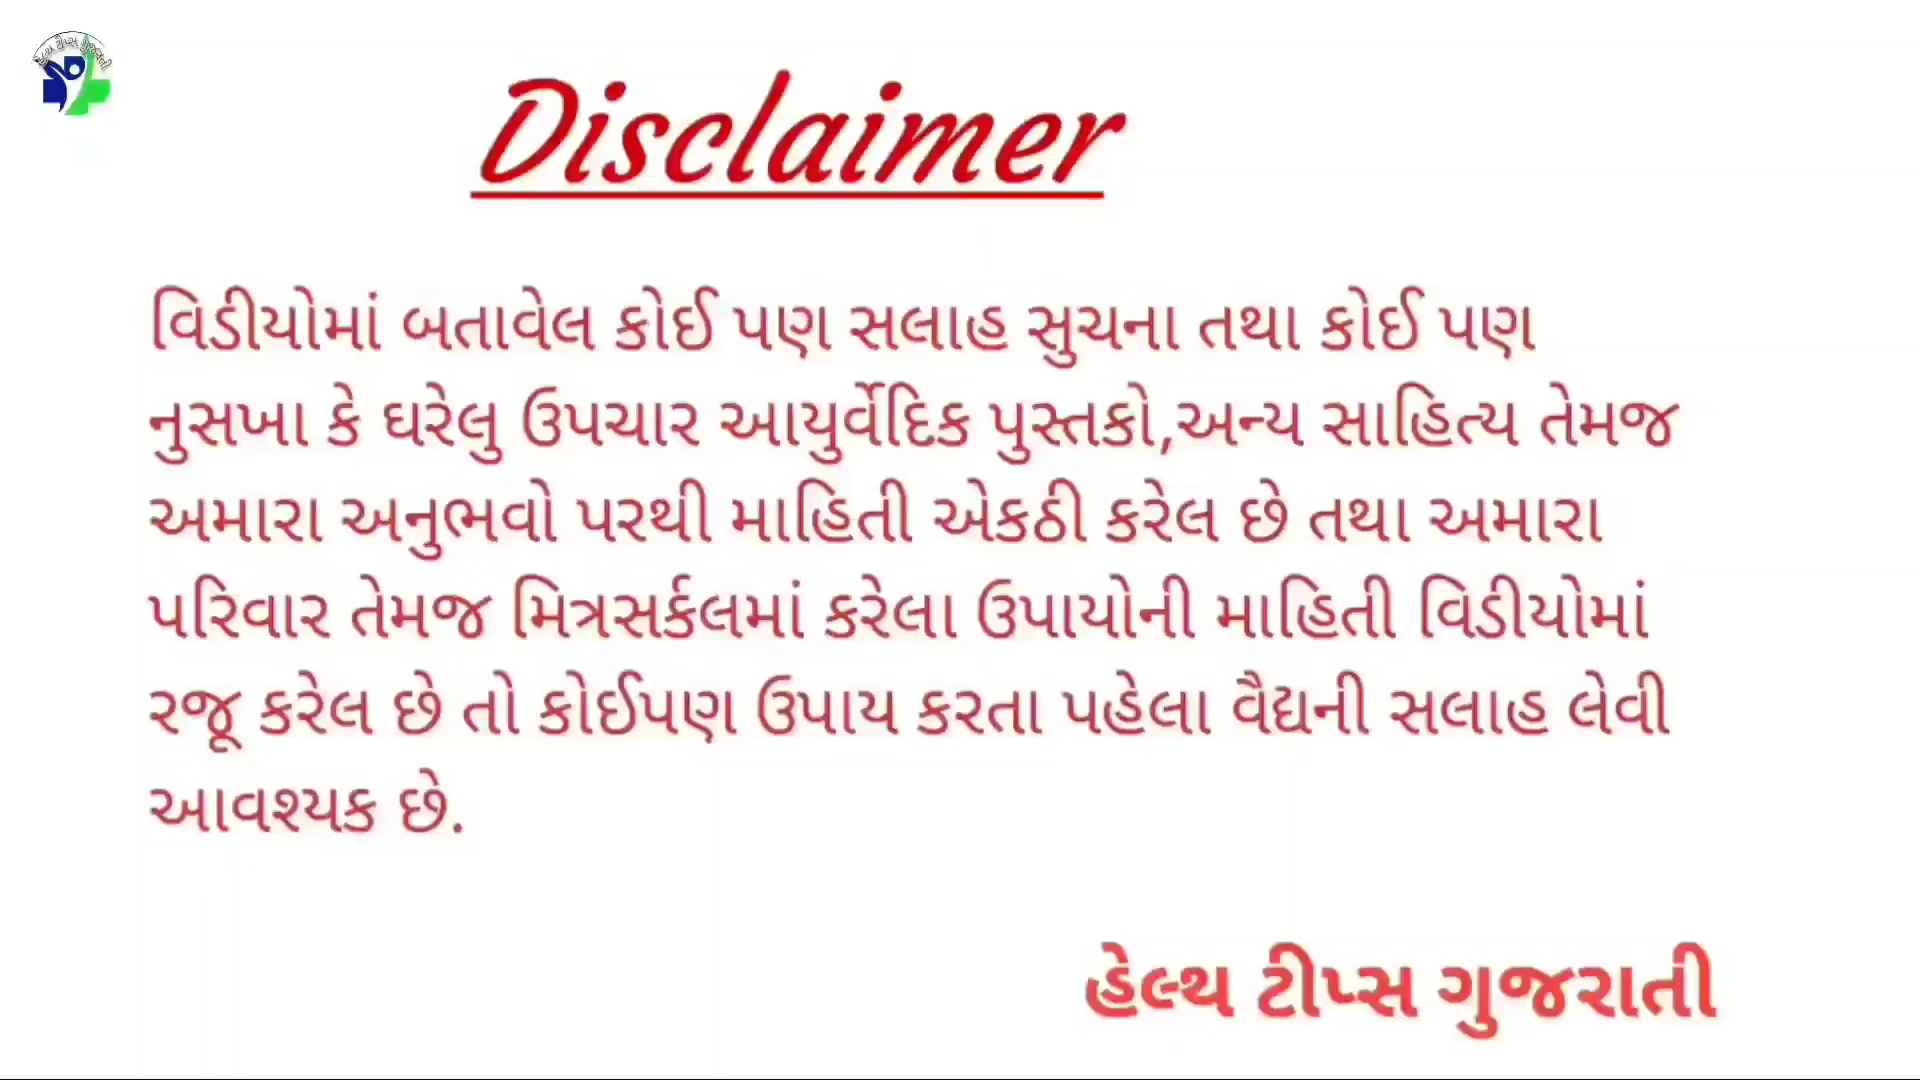 હેલ્થ ટીપ્સ ગુજરાતી
Disclaimer
વિડીયોમાં બતાવેલ કોઈ પણ સલાહ સુચના તથા કોઈ પણ
નુસખા કે ઘરેલુ ઉપચાર આયુર્વેદિક પુસ્તકો,અન્ય સાહિત્ય તેમજ
અમારા અનુભવો પરથી માહિતી એકઠી કરેલ છે તથા અમારા
પરિવાર તેમજ મિત્રસર્કલમાં કરેલા ઉપાયોની માહિતી વિડીયોમાં
રજૂ કરેલ છે તો કોઈપણ ઉપાય કરતા પહેલા વૈદ્યની સલાહ લેવી
આવશ્યક છે.
હેલ્થ ટીપ્સ ગુજરાતી